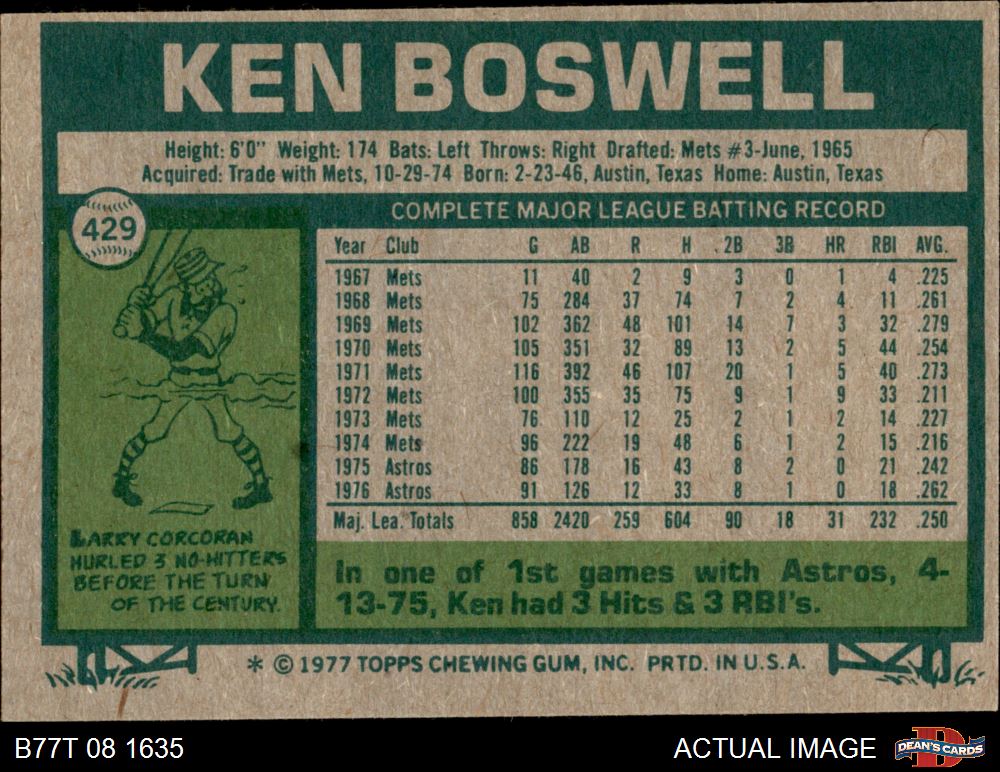 KEN BOSWELL
Height: 6'0" Weight: 174 Bats: Left Throws: Right Drafted: Mets #3-June, 1965
Acquired: Trade with Mets, 10-29-74 Born: 2-23-46, Austin, Texas Home: Austin, Texas
429
COMPLETE MAJOR LEAGUE BATTING RECORD
Year Club G AB R H 2B 3B HR RBI AVG.
1967 Mets 11 40 2 9 3 0 1 4 .225
1968 Mets 75 284 37 74 7 2 4 11 .261
1969 Mets 102 362 48 101 14 7 3 32 .279
1970 Mets 105 351 32 89 13 2 5 44 .254
1971 Mets 116 392 46 107 20 1 5 40 .273
1972 Mets 100 355 35 75 9 1 9 33 .211
1973 Mets 76 110 12 25 2 1 2 14 .227
1974 Mets 96 222 19 48 6 1 2 15 .216
1975 Astros 86 178 16 43 8 2 0 21 .242
1976 Astros 91 126 12 33 8 1 0 18 .262
Maj. Lea. Totals 858 2420 259 604 90 18 31 232 .250
LARRY CORCORAN
HURLED 3 NO-HITTERS
BEFORE THE TURN
OF THE CENTURY.
In one of 1st games with Astros, 4-
13-75, Ken had 3 Hits & 3 RBI's.
* © 1977 TOPPS CHEWING GUM, INC. PRTD. IN U.S.A.
B77T 08 1635
ACTUAL IMAGE
D
DEAN'S CARDS